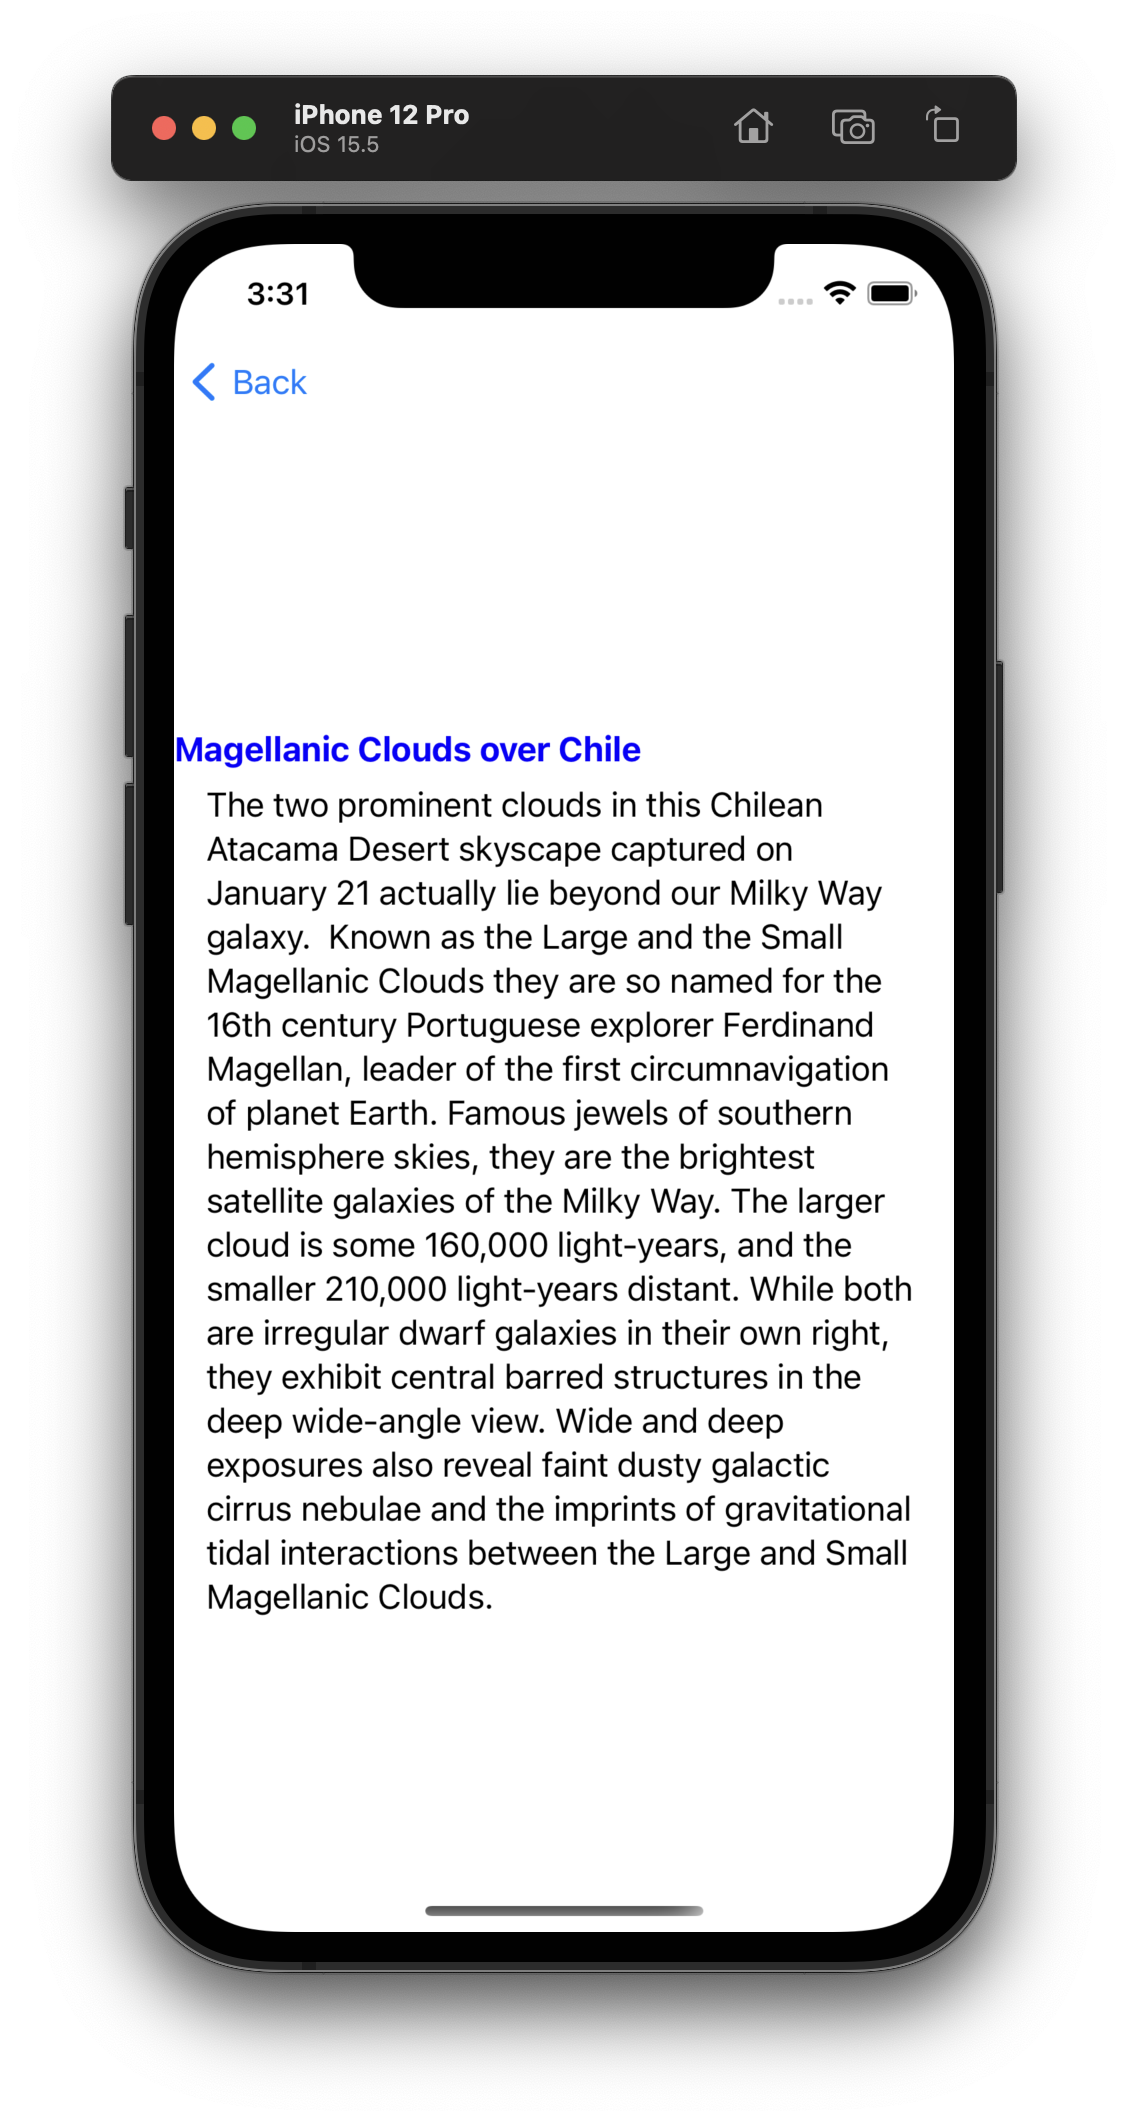 iPhone 12 Pro
iOS 15.5
3:31
Back
Magellanic Clouds over Chile
The two prominent clouds in this Chilean
Atacama Desert skyscape captured on
January 21 actually lie beyond our Milky Way
galaxy.  Known as the Large and the Small
Magellanic Clouds they are so named for the
16th century Portuguese explorer Ferdinand
Magellan, leader of the first circumnavigation
of planet Earth. Famous jewels of southern
hemisphere skies, they are the brightest
satellite galaxies of the Milky Way. The larger
cloud is some 160,000 light-years, and the
smaller 210,000 light-years distant. While both
are irregular dwarf galaxies in their own right,
they exhibit central barred structures in the
deep wide-angle view. Wide and deep
exposures also reveal faint dusty galactic
cirrus nebulae and the imprints of gravitational
tidal interactions between the Large and Small
Magellanic Clouds.